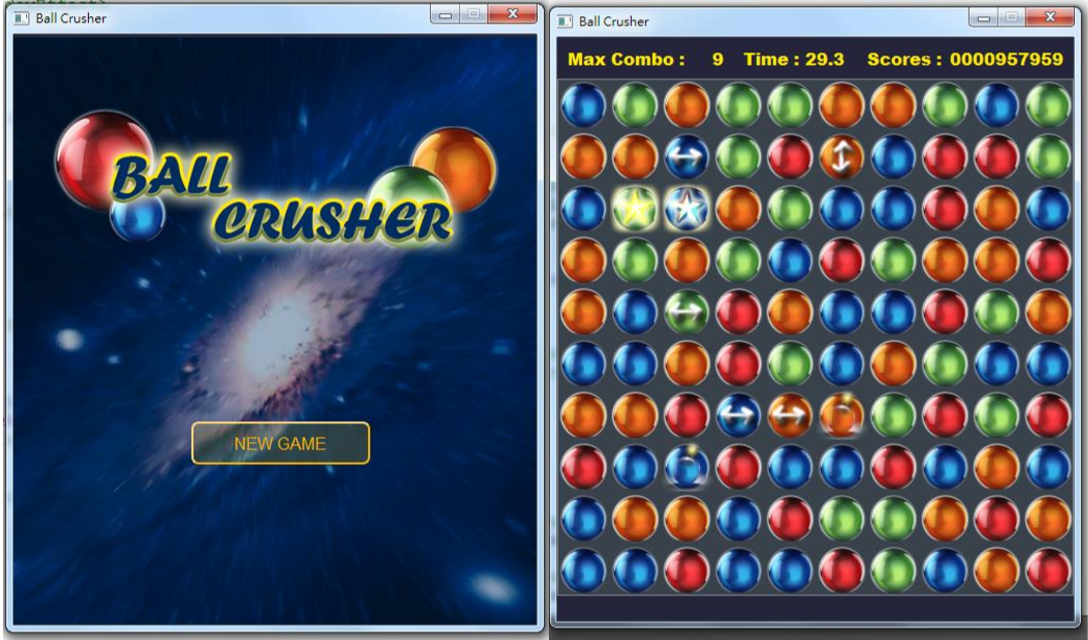 Ball Crusher
BALL
CRUSHER
NEW GAME
Ball Crusher
Max Combo : 9 Time : 29.3 Scores : 0000957959